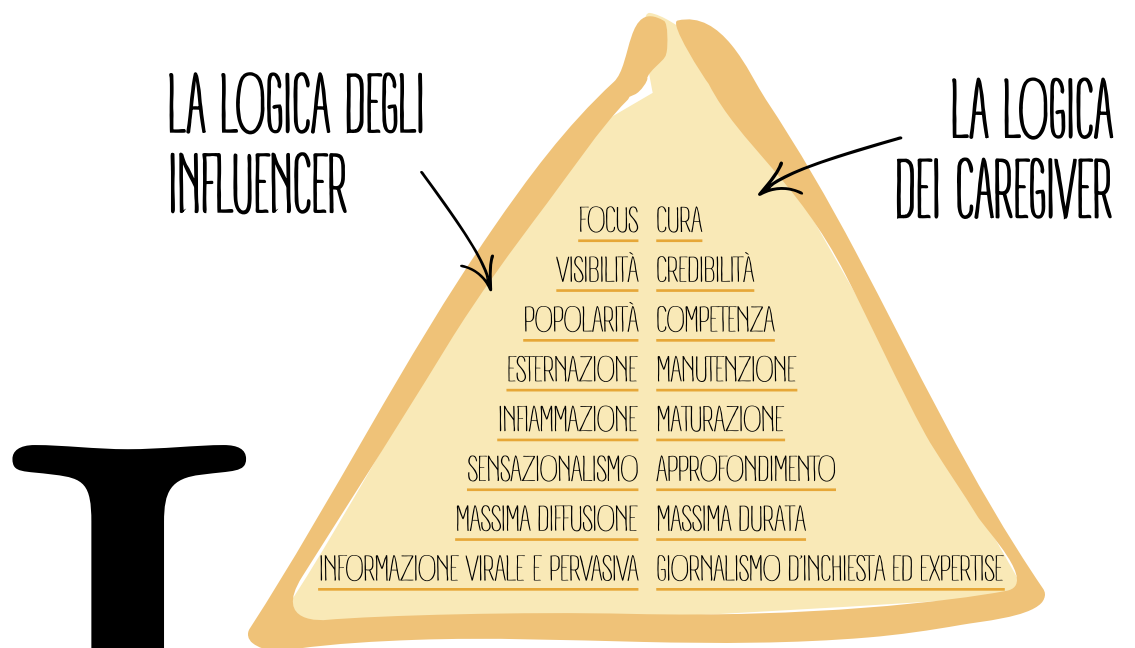 LA LOGICA DEGLI
INFLUENCER
LA LOGICA
DEI CAREGIVER
FOCUS CURA
VISIBILITÀ CREDIBILITÀ
POPOLARITÀ COMPETENZA
ESTERNAZIONE MANUTENZIONE
INFIAMMAZIONE MATURAZIONE
SENSAZIONALISMO APPROFONDIMENTO
MASSIMA DIFFUSIONE MASSIMA DURATA
INFORMAZIONE VIRALE E PERVASIVA GIORNALISMO D'INCHIESTA ED EXPERTISE